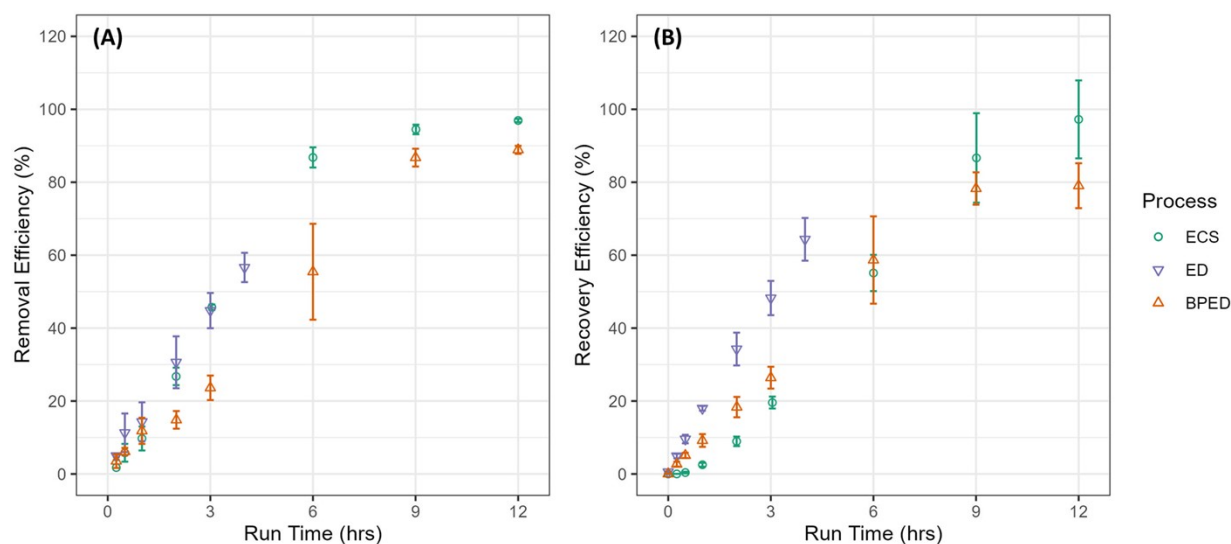 (A)
Removal Efficiency (%)
120
100
80
60
40
20
0
0 3 6 9 12
Run Time (hrs)
(B)
Recovery Efficiency (%)
120
100
80
60
40
20
0
0 3 6 9 12
Run Time (hrs)
Process
ECS
ED
BPED